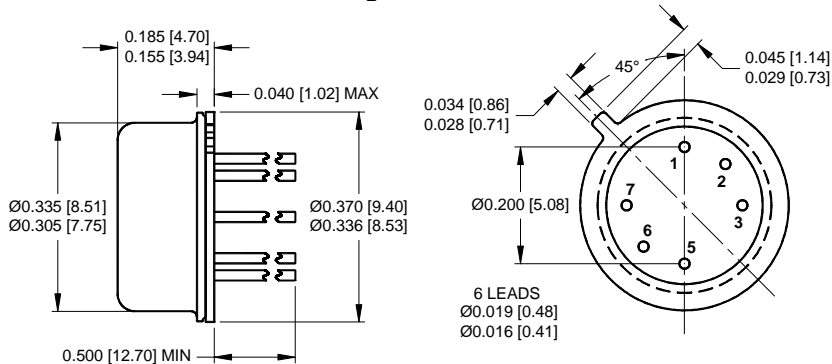 0.185 [4.70]
0.155 [3.94]
0.040 [1.02] MAX
Ø0.335 [8.51]
Ø0.305 [7.75]
Ø0.370 [9.40]
Ø0.336 [8.53]
0.500 [12.70] MIN
45°
0.045 [1.14]
0.029 [0.73]
0.034 [0.86]
0.028 [0.71]
Ø0.200 [5.08]
1
2
3
5
6
7
6 LEADS
Ø0.019 [0.48]
Ø0.016 [0.41]